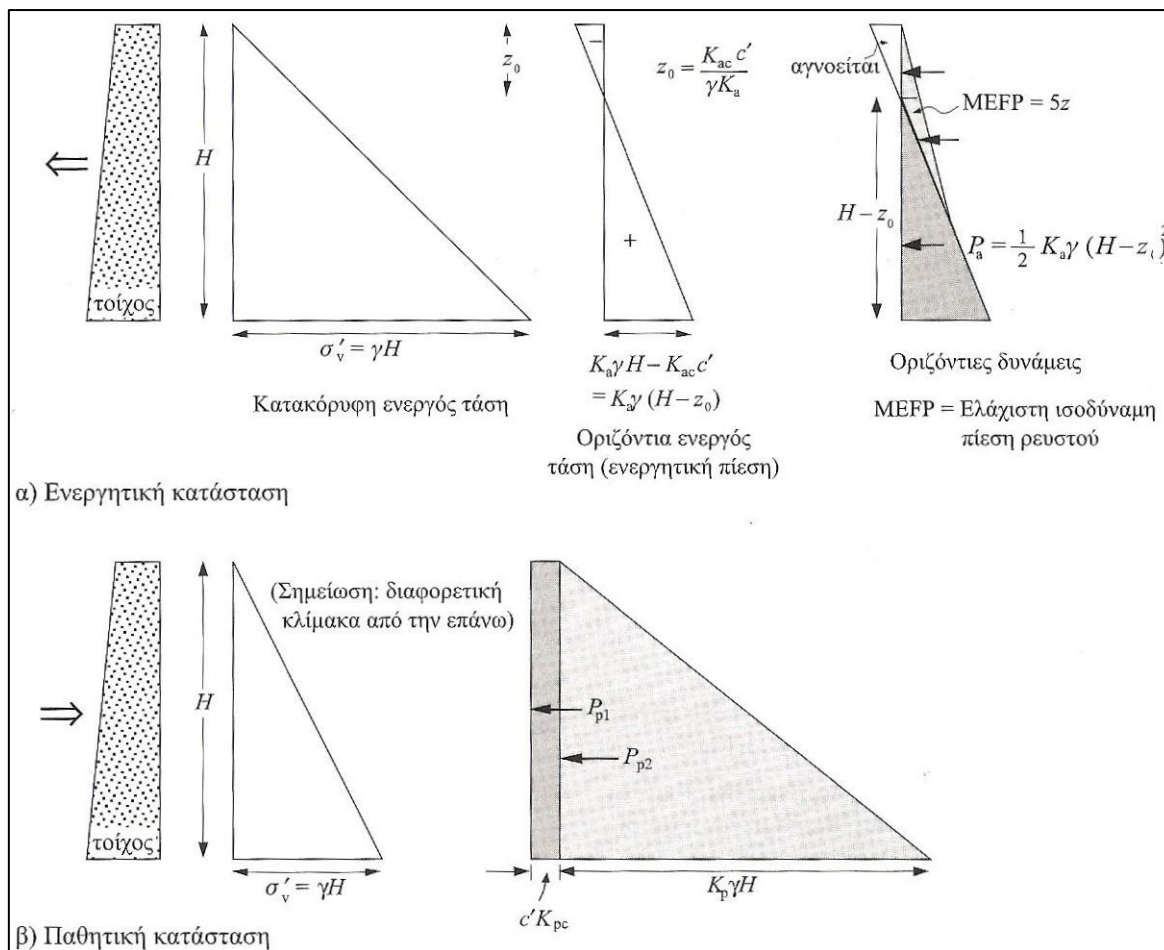 H
τοίχος
σ′v = γH
Κατακόρυφη ενεργός τάση
z0
−
+
z0 = Kac c′ / γKa
Kaγ H − Kac c′
= Kaγ (H − z0)
Οριζόντια ενεργός
τάση (ενεργητική πίεση)
αγνοείται
MEFP = 5z
H − z0
Pa = 1/2 Kaγ (H − z0)2
Οριζόντιες δυνάμεις
MEFP = Ελάχιστη ισοδύναμη
πίεση ρευστού
α) Ενεργητική κατάσταση
H
τοίχος
σ′v = γH
(Σημείωση: διαφορετική
κλίμακα από την επάνω)
Pp1
Pp2
c′Kpc
KpγH
β) Παθητική κατάσταση